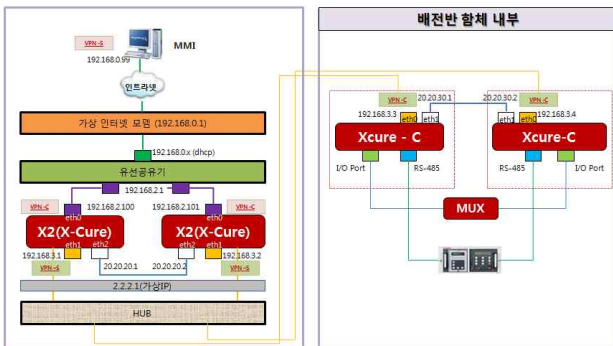 VPN-S
MMI
192.168.0.99
인트라넷
가상 인터넷 모뎀 (192.168.0.1)
192.168.0.x (dhcp)
유선공유기
192.168.2.1
VPN-C
192.168.2.100
192.168.2.101
VPN-C
eth0
eth0
X2(X-Cure)
X2(X-Cure)
eth1
eth2
eth2
eth1
192.168.3.1
192.168.3.2
VPN-S
20.20.20.1
20.20.20.2
VPN-S
2.2.2.1(가상IP)
HUB
배전반 함체 내부
VPN-C
20.20.30.1
20.20.30.2
VPN-C
192.168.3.3
eth0
eth1
eth1
eth0
192.168.3.4
Xcure - C
Xcure-C
I/O Port
RS-485
RS-485
I/O Port
MUX